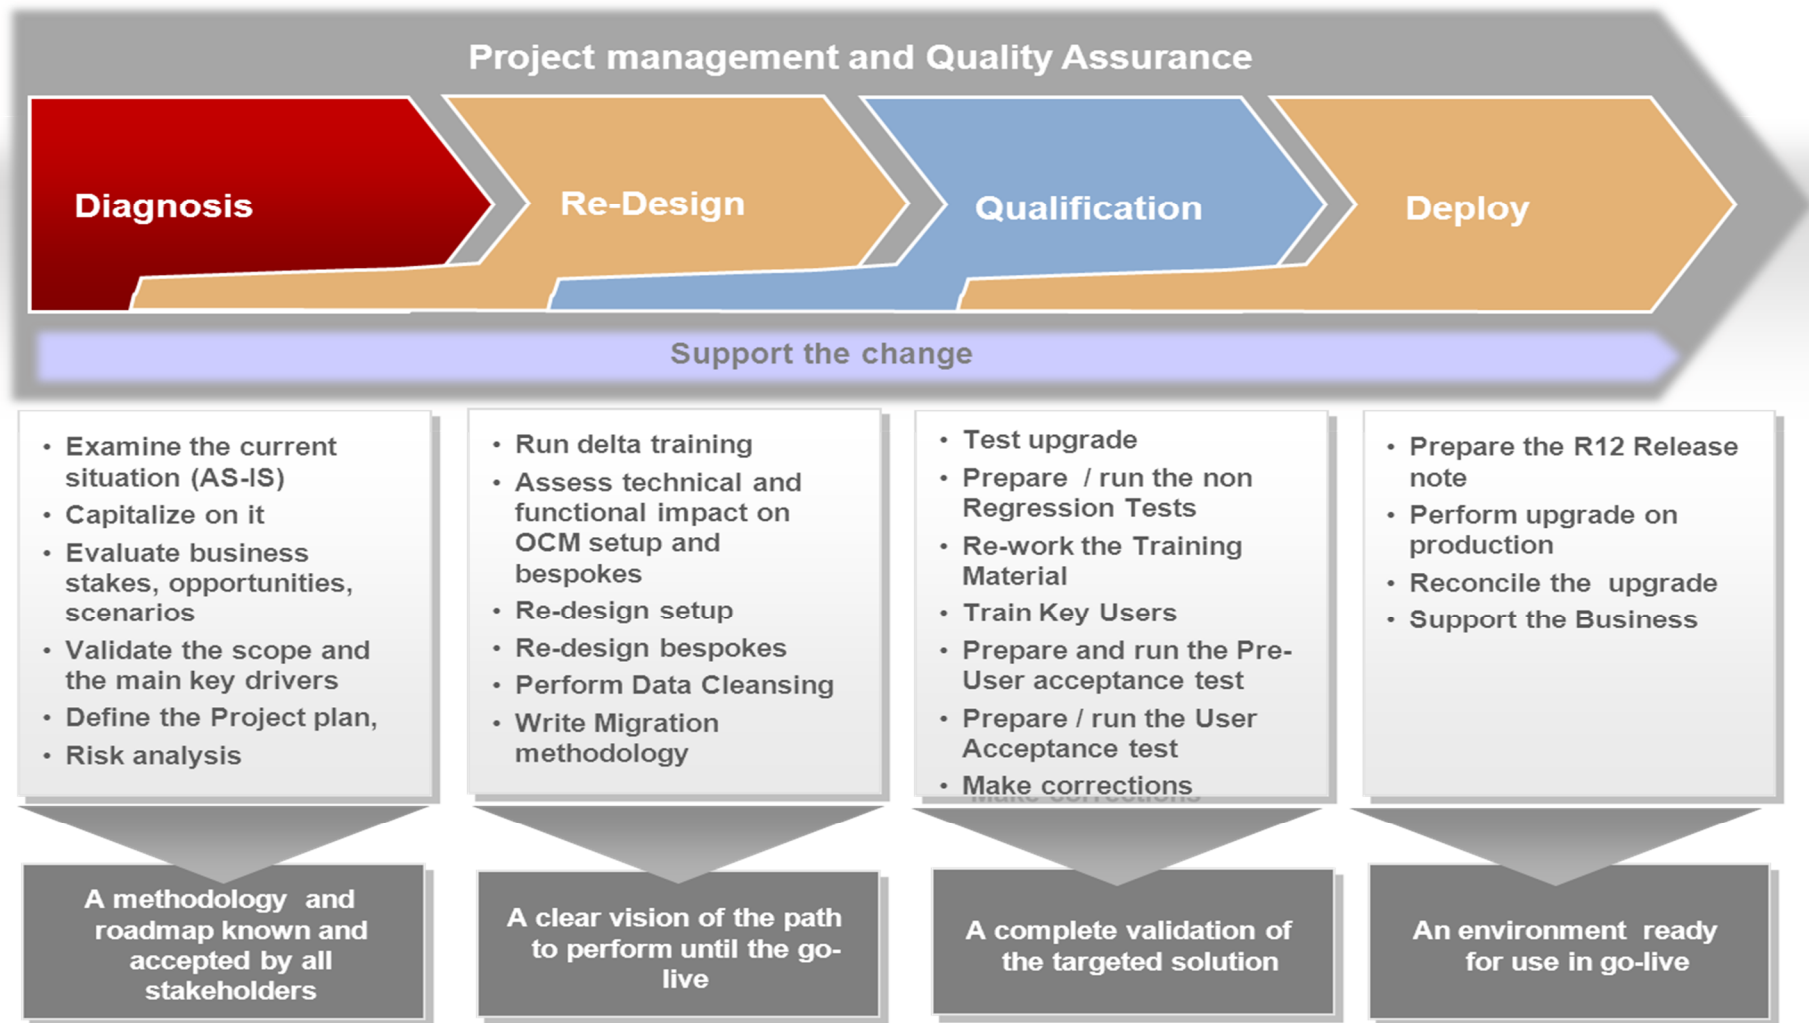 Project management and Quality Assurance
Diagnosis
Re-Design
Qualification
Deploy
Support the change
• Examine the current
situation (AS-IS)
• Capitalize on it
• Evaluate business
stakes, opportunities,
scenarios
• Validate the scope and
the main key drivers
• Define the Project plan,
• Risk analysis
• Run delta training
• Assess technical and
functional impact on
OCM setup and
bespokes
• Re-design setup
• Re-design bespokes
• Perform Data Cleansing
• Write Migration
methodology
• Test upgrade
• Prepare / run the non
Regression Tests
• Re-work the Training
Material
• Train Key Users
• Prepare and run the Pre-
User acceptance test
• Prepare / run the User
Acceptance test
• Make corrections
• Prepare the R12 Release
note
• Perform upgrade on
production
• Reconcile the upgrade
• Support the Business
A methodology and
roadmap known and
accepted by all
stakeholders
A clear vision of the path
to perform until the go-
live
A complete validation of
the targeted solution
An environment ready
for use in go-live